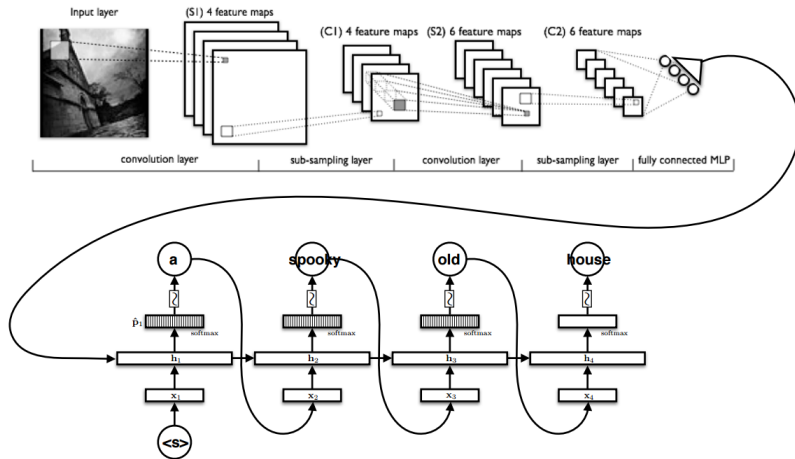 Input layer
(S1) 4 feature maps
(C1) 4 feature maps
(S2) 6 feature maps
(C2) 6 feature maps
convolution layer
sub-sampling layer
convolution layer
sub-sampling layer
fully connected MLP
a
spooky
old
house
p̂₁
softmax
softmax
softmax
softmax
h₁
h₂
h₃
h₄
x₁
x₂
x₃
x₄
<s>